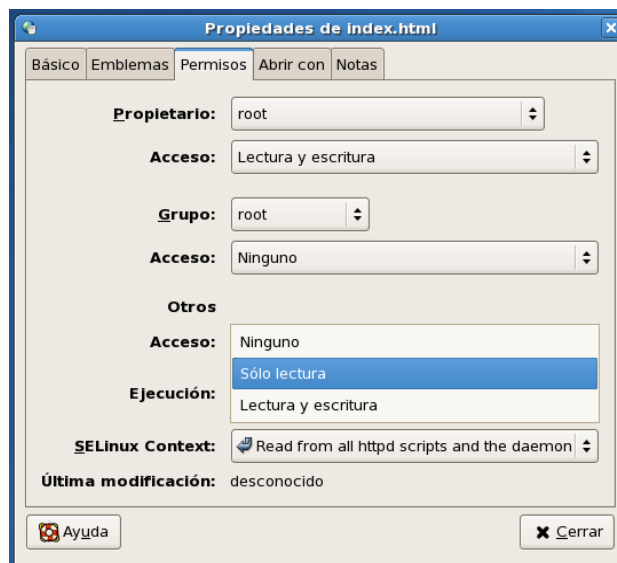 Propiedades de index.html
Básico Emblemas Permisos Abrir con Notas
Propietario: root
Acceso: Lectura y escritura
Grupo: root
Acceso: Ninguno
Otros
Acceso: Ninguno
Sólo lectura
Ejecución:
Lectura y escritura
SELinux Context: Read from all httpd scripts and the daemon
Última modificación: desconocido
Ayuda Cerrar